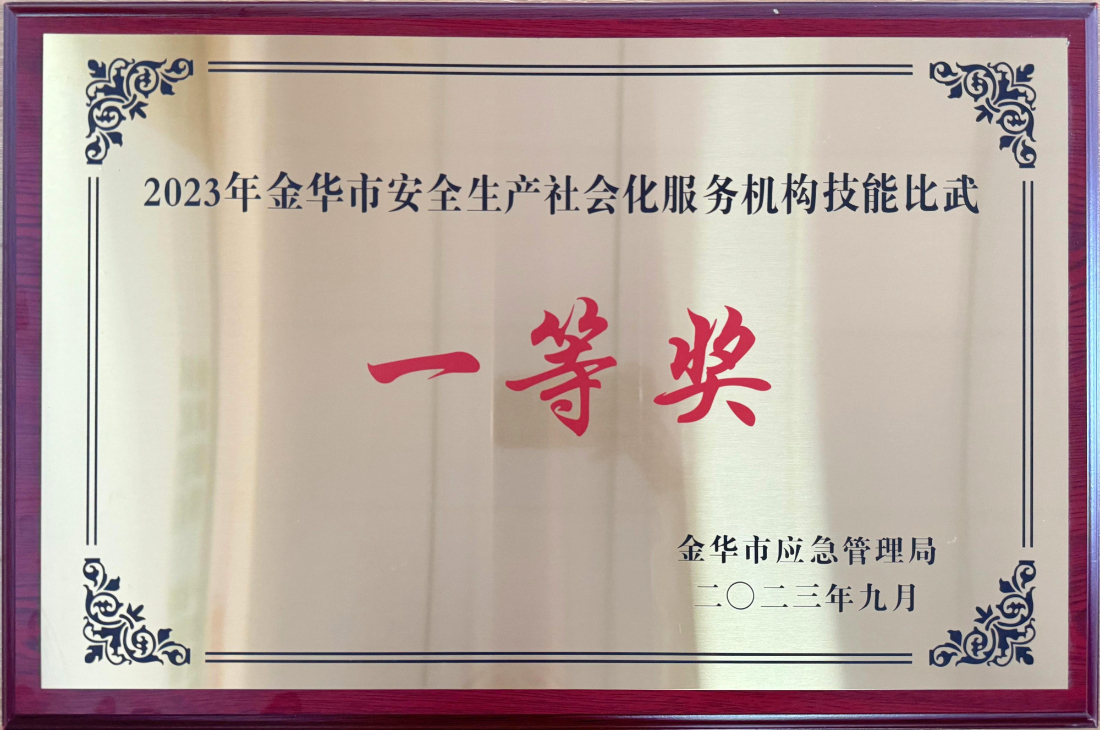 2023年金华市安全生产社会化服务机构技能比武
一等奖
金华市应急管理局
二〇二三年九月